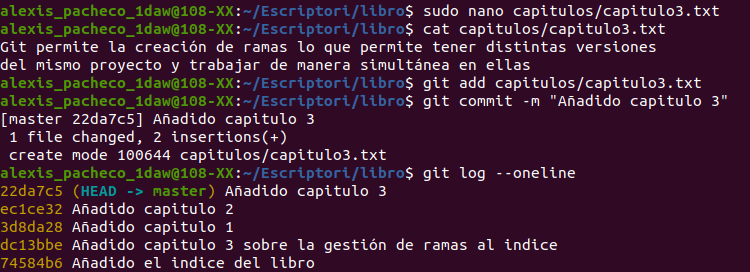 alexis_pacheco_1daw@108-XX:~/Escriptori/libro$ sudo nano capitulos/capitulo3.txt
alexis_pacheco_1daw@108-XX:~/Escriptori/libro$ cat capitulos/capitulo3.txt
Git permite la creación de ramas lo que permite tener distintas versiones
del mismo proyecto y trabajar de manera simultánea en ellas
alexis_pacheco_1daw@108-XX:~/Escriptori/libro$ git add capitulos/capitulo3.txt
alexis_pacheco_1daw@108-XX:~/Escriptori/libro$ git commit -m "Añadido capitulo 3"
[master 22da7c5] Añadido capitulo 3
 1 file changed, 2 insertions(+)
 create mode 100644 capitulos/capitulo3.txt
alexis_pacheco_1daw@108-XX:~/Escriptori/libro$ git log --oneline
22da7c5 (HEAD -> master) Añadido capitulo 3
ec1ce32 Añadido capitulo 2
3d8da28 Añadido capitulo 1
dc13bbe Añadido capitulo 3 sobre la gestión de ramas al indice
74584b6 Añadido el indice del libro